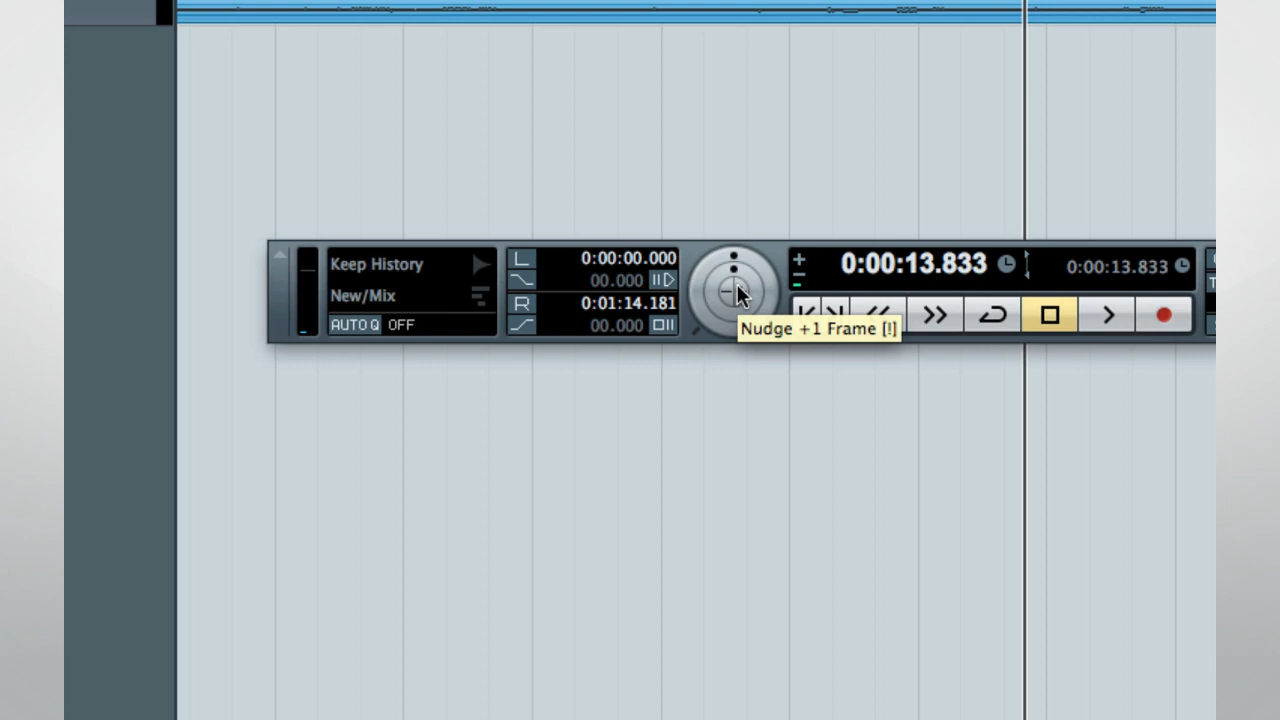 Keep History
New/Mix
AUTO Q OFF
L 0:00:00.000
00.000
R 0:01:14.181
00.000
0:00:13.833
0:00:13.833
Nudge +1 Frame [!]